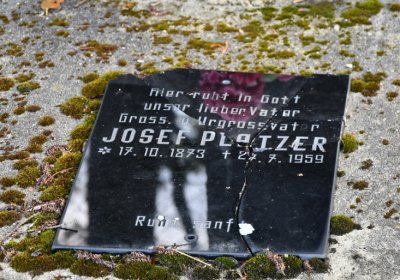 Hier ruht in Gott
unser lieber Vater
Gross- u Urgrossvater
JOSEF PLATZER
* 17. 10. 1873 + 27. 7. 1959
Ruhe sanft